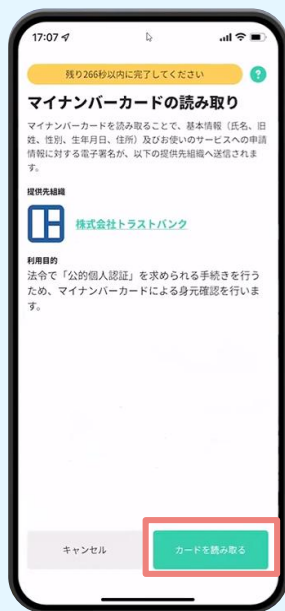 17:07
残り266秒以内に完了してください
?
マイナンバーカードの読み取り
マイナンバーカードを読み取ることで、基本情報（氏名、旧
姓、性別、生年月日、住所）及びお使いのサービスへの申請
情報に対する電子署名が、以下の提供先組織へ送信されま
す。
提供先組織
株式会社トラストバンク
利用目的
法令で「公的個人認証」を求められる手続きを行う
ため、マイナンバーカードによる身元確認を行いま
す。
キャンセル
カードを読み取る